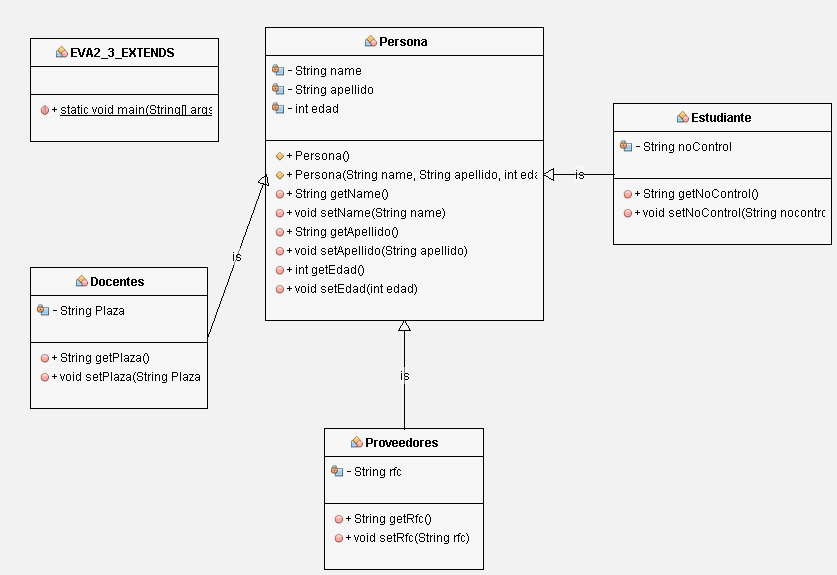 EVA2_3_EXTENDS
+ static void main(String[] args
Persona
- String name
- String apellido
- int edad
+ Persona()
+ Persona(String name, String apellido, int eda
+ String getName()
+ void setName(String name)
+ String getApellido()
+ void setApellido(String apellido)
+ int getEdad()
+ void setEdad(int edad)
Estudiante
- String noControl
+ String getNoControl()
+ void setNoControl(String nocontro
is
is
Docentes
- String Plaza
+ String getPlaza()
+ void setPlaza(String Plaza
is
Proveedores
- String rfc
+ String getRfc()
+ void setRfc(String rfc)